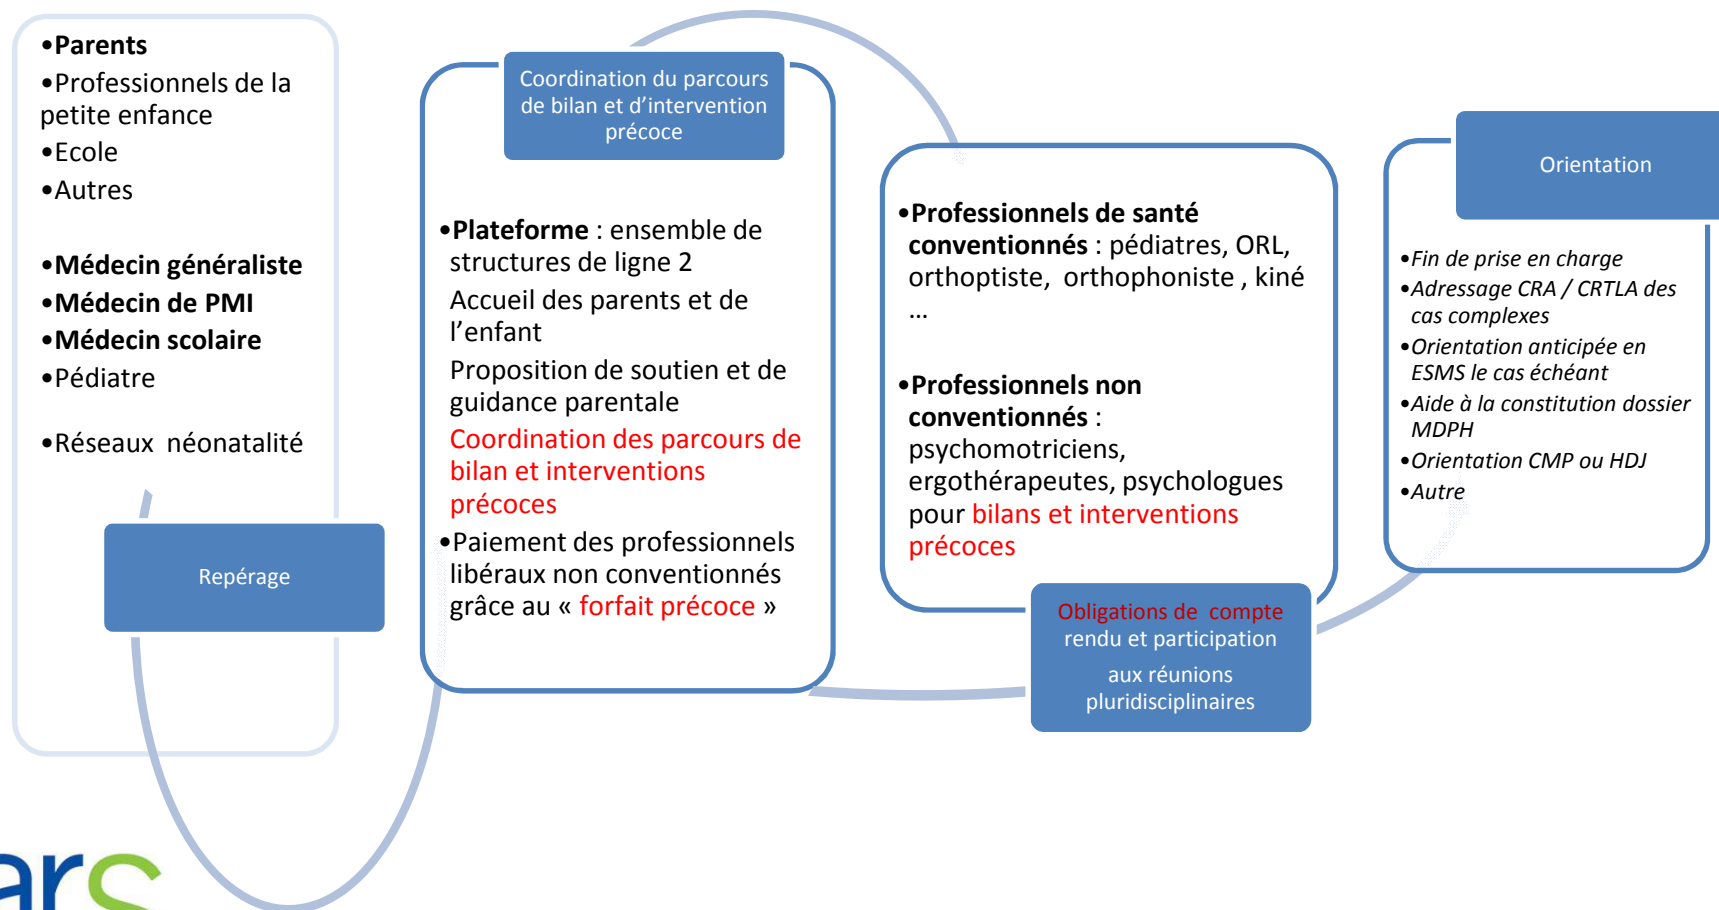 •Parents
•Professionnels de la
petite enfance
•Ecole
•Autres
•Médecin généraliste
•Médecin de PMI
•Médecin scolaire
•Pédiatre
•Réseaux néonatalité
Repérage
Coordination du parcours
de bilan et d’intervention
précoce
•Plateforme : ensemble de
structures de ligne 2
Accueil des parents et de
l’enfant
Proposition de soutien et de
guidance parentale
Coordination des parcours de
bilan et interventions
précoces
•Paiement des professionnels
libéraux non conventionnés
grâce au « forfait précoce »
•Professionnels de santé
conventionnés : pédiatres, ORL,
orthoptiste, orthophoniste , kiné
...
•Professionnels non
conventionnés :
psychomotriciens,
ergothérapeutes, psychologues
pour bilans et interventions
précoces
Obligations de compte
rendu et participation
aux réunions
pluridisciplinaires
Orientation
•Fin de prise en charge
•Adressage CRA / CRTLA des
cas complexes
•Orientation anticipée en
ESMS le cas échéant
•Aide à la constitution dossier
MDPH
•Orientation CMP ou HDJ
•Autre
ars